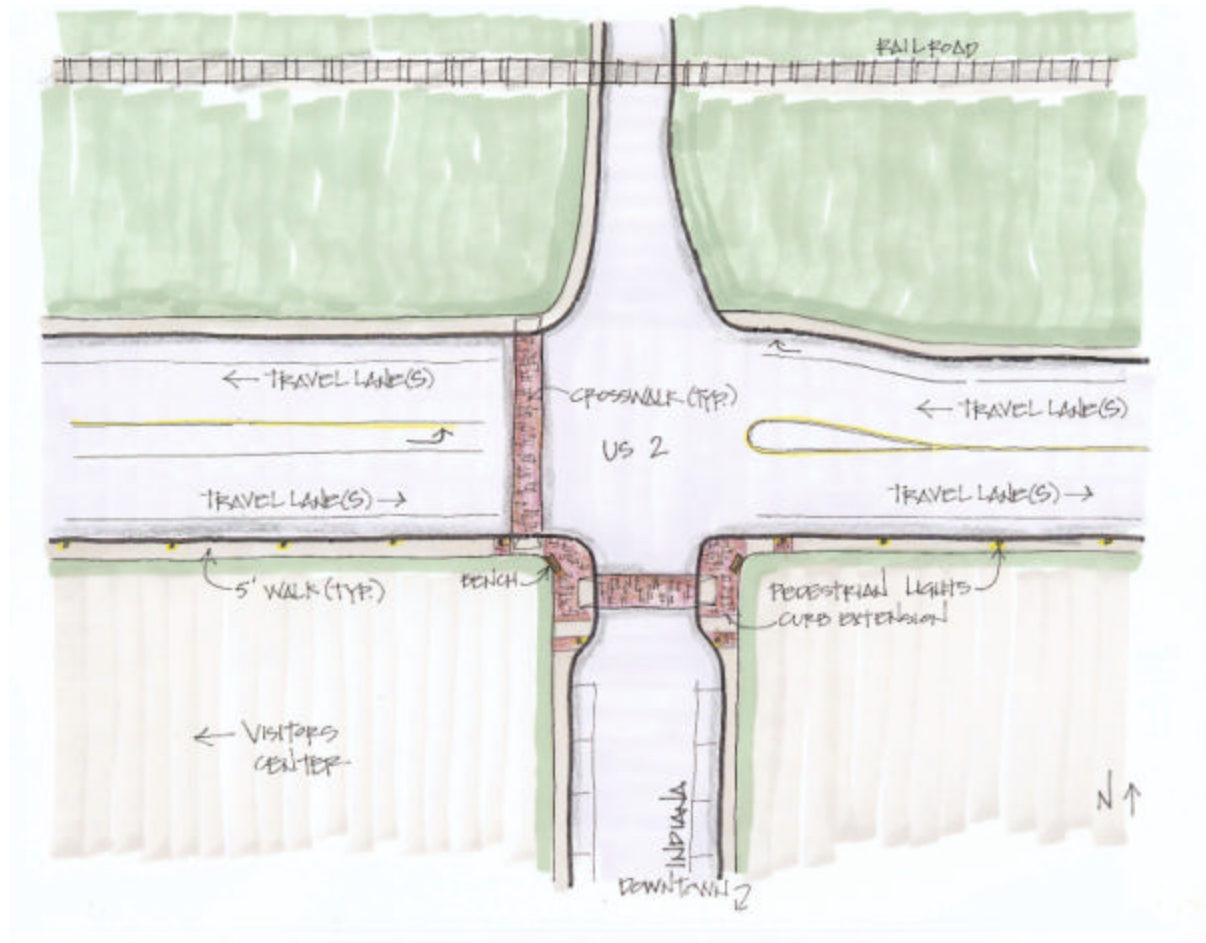 RAILROAD
← TRAVEL LANE(S)
CROSSWALK (TYP.)
← TRAVEL LANE(S)
US 2
TRAVEL LANE(S) →
TRAVEL LANE(S) →
BENCH
5' WALK (TYP.)
PEDESTRIAN LIGHTS
CURB EXTENSION
← VISITORS
CENTER
N ↑
INDIANA
DOWNTOWN